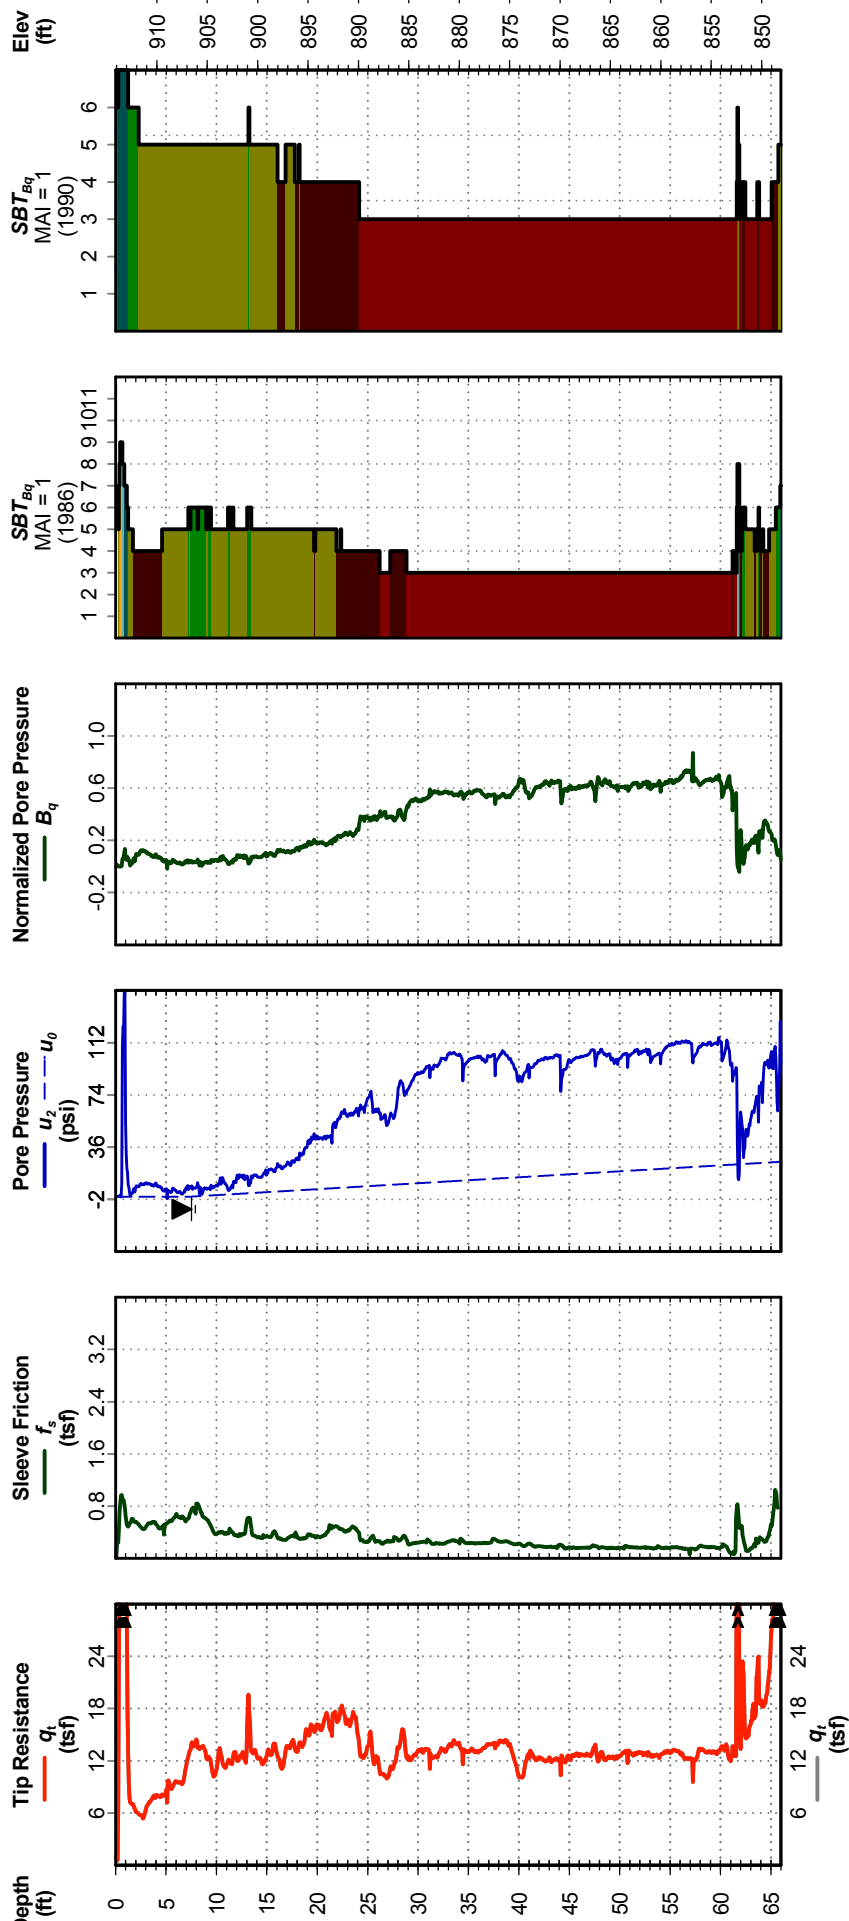 Depth
(ft)
0
5
10
15
20
25
30
35
40
45
50
55
60
65
Tip Resistance
qt
(tsf)
6
12
18
24
6
12
18
24
qt
(tsf)
Sleeve Friction
fs
(tsf)
0.8
1.6
2.4
3.2
Pore Pressure
u2
u0
(psi)
-2
36
74
112
Normalized Pore Pressure
Bq
-0.2
0.2
0.6
1.0
SBTBq
MAI = 1
(1986)
1 2 3 4 5 6 7 8 9 1011
SBTBq
MAI = 1
(1990)
1 2 3 4 5 6
Elev
(ft)
910
905
900
895
890
885
880
875
870
865
860
855
850